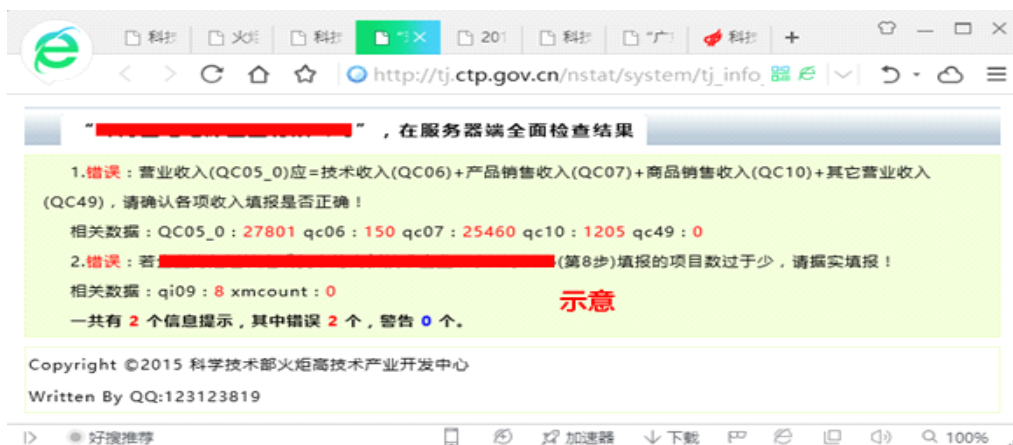 科技 火炬 科技 201 科技 "广 科技
http://tj.ctp.gov.cn/nstat/system/tj_info_
“ ”,在服务器端全面检查结果
1.错误:营业收入(QC05_0)应=技术收入(QC06)+产品销售收入(QC07)+商品销售收入(QC10)+其它营业收入
(QC49),请确认各项收入填报是否正确!
相关数据:QC05_0:27801 qc06:150 qc07:25460 qc10:1205 qc49:0
2.错误:若 (第8步)填报的项目数过于少,请据实填报!
相关数据:qi09:8 xmcount:0
示意
一共有 2 个信息提示,其中错误 2 个,警告 0 个。
Copyright ©2015 科学技术部火炬高技术产业开发中心
Written By QQ:123123819
好搜推荐 加速器 下载 100%